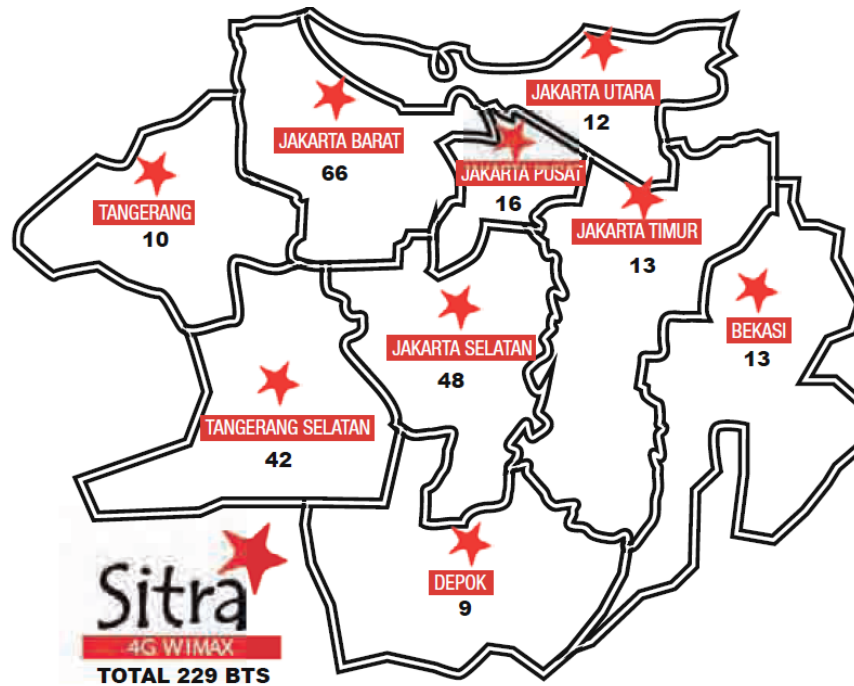 JAKARTA UTARA
12
JAKARTA BARAT
66
JAKARTA PUSAT
16
TANGERANG
10
JAKARTA TIMUR
13
BEKASI
13
JAKARTA SELATAN
48
TANGERANG SELATAN
42
DEPOK
9
Sitra
4G WIMAX
TOTAL 229 BTS